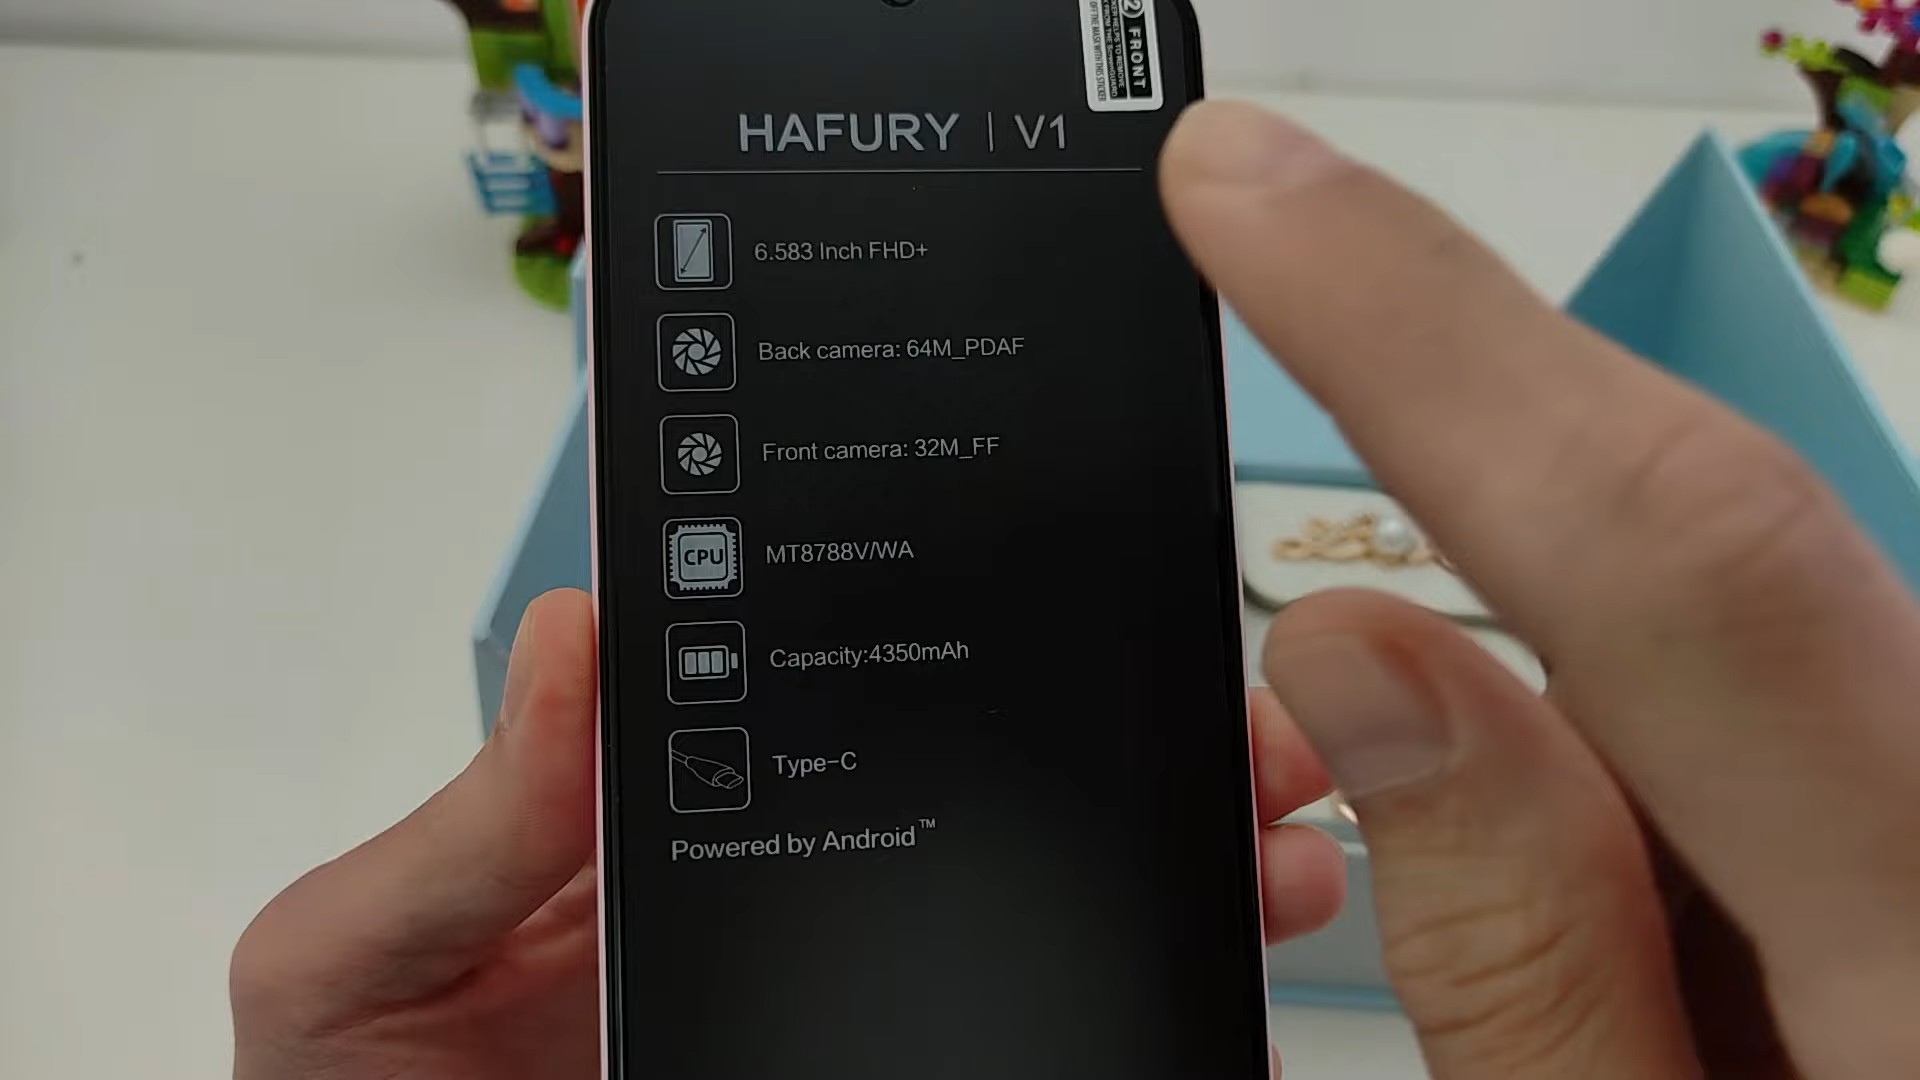 2) FRONT
HAFURY | V1
6.583 Inch FHD+
Back camera: 64M_PDAF
Front camera: 32M_FF
CPU
MT8788V/WA
Capacity:4350mAh
Type-C
Powered by Android™